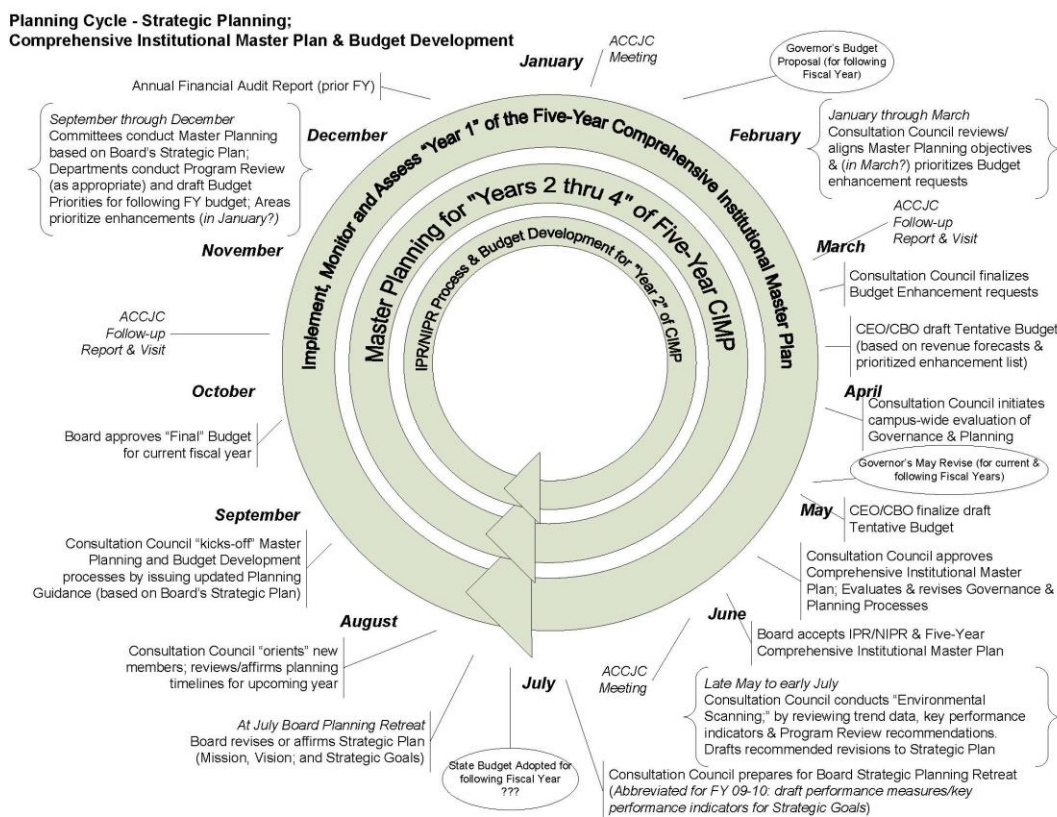 Planning Cycle - Strategic Planning;
Comprehensive Institutional Master Plan & Budget Development
January
ACCJC
Meeting
Governor's Budget
Proposal (for following
Fiscal Year)
February
January through March
Consultation Council reviews/
aligns Master Planning objectives
& (in March?) prioritizes Budget
enhancement requests
ACCJC
Follow-up
Report & Visit
March
Consultation Council finalizes
Budget Enhancement requests
CEO/CBO draft Tentative Budget
(based on revenue forecasts &
prioritized enhancement list)
April
Consultation Council initiates
campus-wide evaluation of
Governance & Planning
Governor's May Revise (for current &
following Fiscal Years)
May
CEO/CBO finalize draft
Tentative Budget
Consultation Council approves
Comprehensive Institutional Master
Plan; Evaluates & revises Governance &
Planning Processes
June
Board accepts IPR/NIPR & Five-Year
Comprehensive Institutional Master Plan
ACCJC
Meeting
Late May to early July
Consultation Council conducts "Environmental
Scanning;" by reviewing trend data, key performance
indicators & Program Review recommendations.
Drafts recommended revisions to Strategic Plan
July
Consultation Council prepares for Board Strategic Planning Retreat
(Abbreviated for FY 09-10: draft performance measures/key
performance indicators for Strategic Goals)
State Budget Adopted for
following Fiscal Year
???
At July Board Planning Retreat
Board revises or affirms Strategic Plan
(Mission, Vision; and Strategic Goals)
August
Consultation Council "orients" new
members; reviews/affirms planning
timelines for upcoming year
September
Consultation Council "kicks-off" Master
Planning and Budget Development
processes by issuing updated Planning
Guidance (based on Board's Strategic Plan)
October
Board approves "Final" Budget
for current fiscal year
ACCJC
Follow-up
Report & Visit
November
December
September through December
Committees conduct Master Planning
based on Board's Strategic Plan;
Departments conduct Program Review
(as appropriate) and draft Budget
Priorities for following FY budget; Areas
prioritize enhancements (in January?)
Annual Financial Audit Report (prior FY)
Implement, Monitor and Assess "Year 1" of the Five-Year Comprehensive Institutional Master Plan
Master Planning for "Years 2 thru 4" of Five-Year CIMP
IPR/NIPR Process & Budget Development for "Year 2" of CIMP